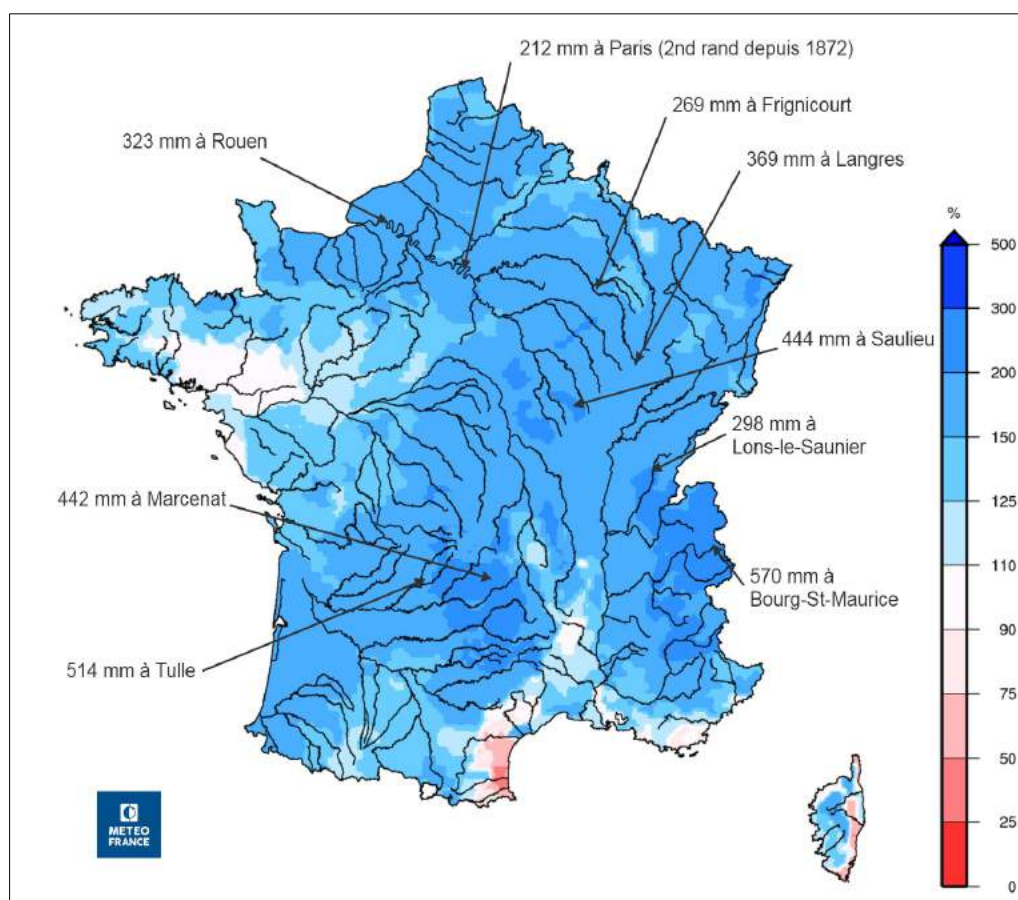 212 mm à Paris (2nd rand depuis 1872)
269 mm à Frignicourt
323 mm à Rouen
369 mm à Langres
%
500
300
444 mm à Saulieu
200
298 mm à
Lons-le-Saunier
150
442 mm à Marcenat
125
110
570 mm à
Bourg-St-Maurice
90
514 mm à Tulle
75
50
METEO
FRANCE
25
0